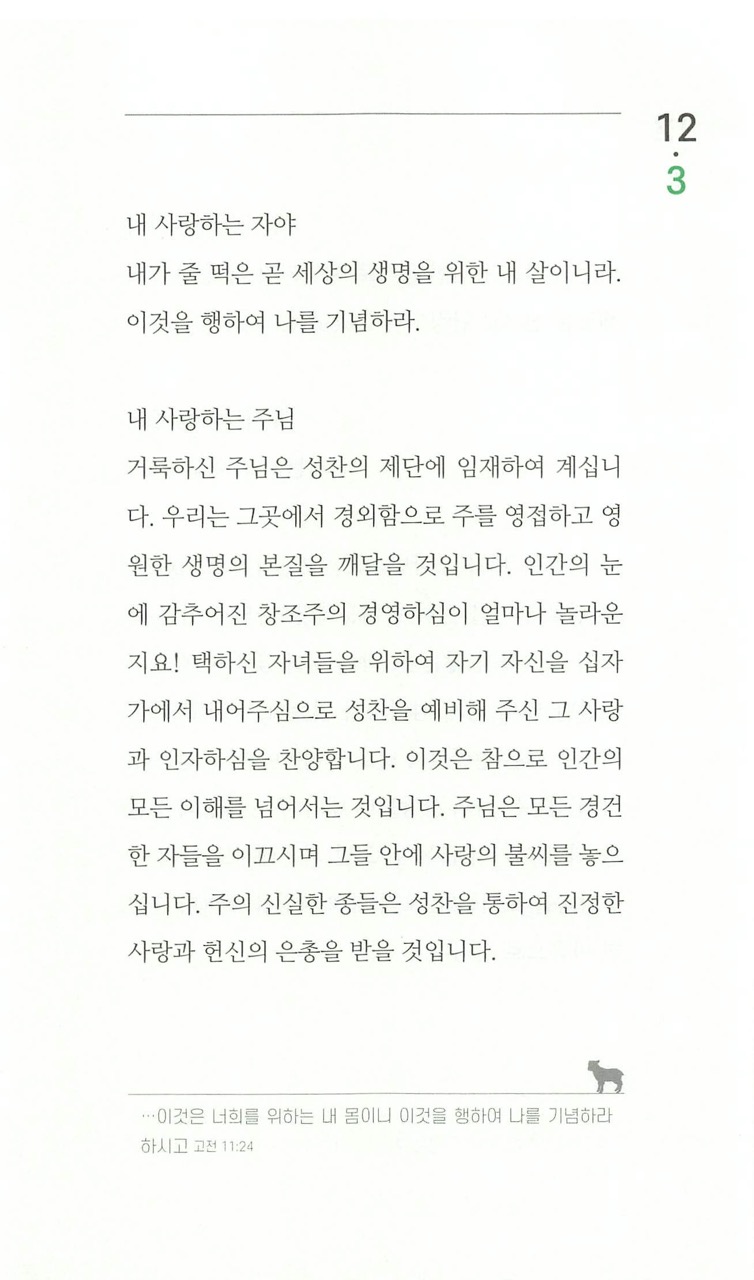 12
·
3
내 사랑하는 자야
내가 줄 떡은 곧 세상의 생명을 위한 내 살이니라.
이것을 행하여 나를 기념하라.
내 사랑하는 주님
거룩하신 주님은 성찬의 제단에 임재하여 계십니
다. 우리는 그곳에서 경외함으로 주를 영접하고 영
원한 생명의 본질을 깨달을 것입니다. 인간의 눈
에 감추어진 창조주의 경영하심이 얼마나 놀라운
지요! 택하신 자녀들을 위하여 자기 자신을 십자
가에서 내어주심으로 성찬을 예비해 주신 그 사랑
과 인자하심을 찬양합니다. 이것은 참으로 인간의
모든 이해를 넘어서는 것입니다. 주님은 모든 경건
한 자들을 이끄시며 그들 안에 사랑의 불씨를 놓으
십니다. 주의 신실한 종들은 성찬을 통하여 진정한
사랑과 헌신의 은총을 받을 것입니다.
…이것은 너희를 위하는 내 몸이니 이것을 행하여 나를 기념하라
하시고 고전 11:24